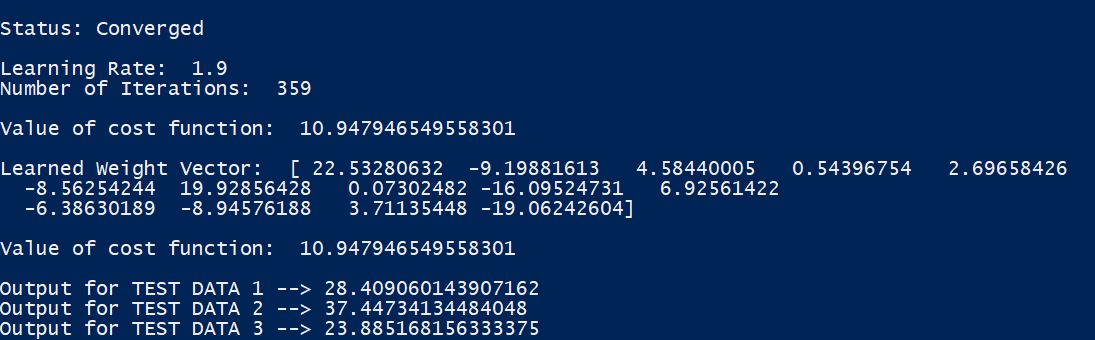 Status: Converged
Learning Rate:  1.9
Number of Iterations:  359
Value of cost function:  10.947946549558301
Learned Weight Vector:  [ 22.53280632  -9.19881613   4.58440005   0.54396754   2.69658426
  -8.56254244  19.92856428   0.07302482 -16.09524731   6.92561422
  -6.38630189  -8.94576188   3.71135448 -19.06242604]
Value of cost function:  10.947946549558301
Output for TEST DATA 1 --> 28.409060143907162
Output for TEST DATA 2 --> 37.44734134484048
Output for TEST DATA 3 --> 23.885168156333375